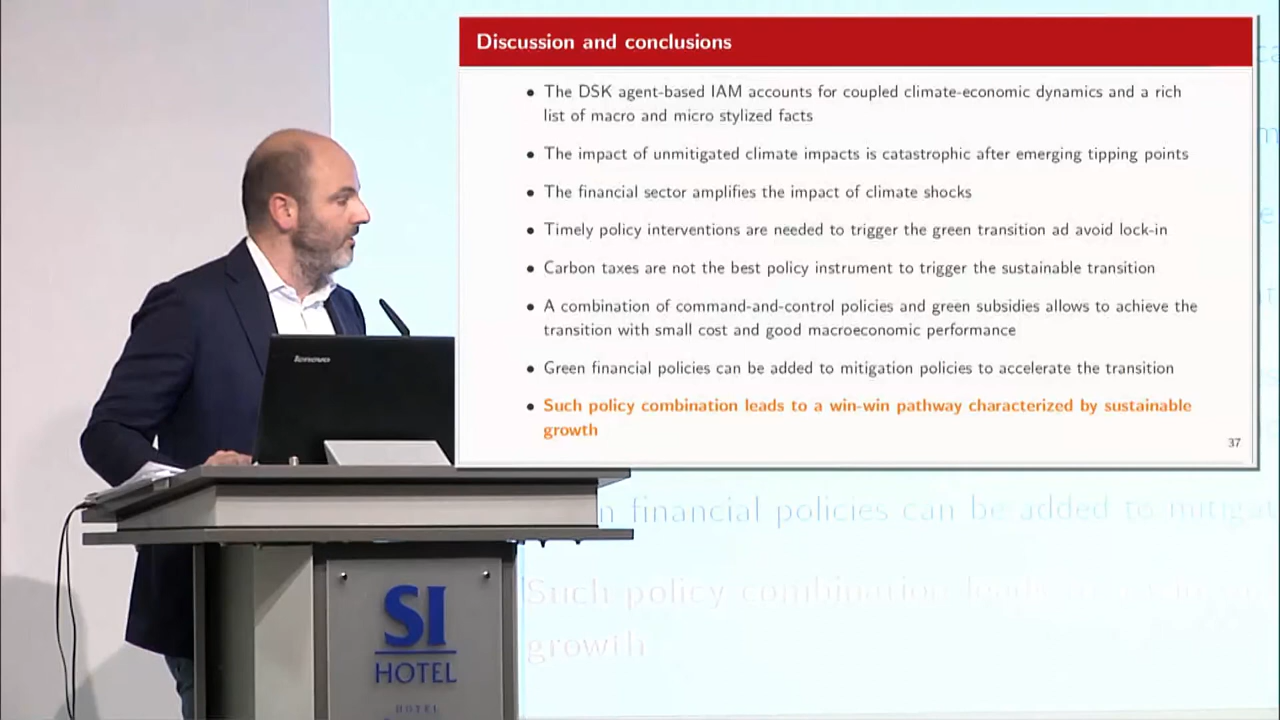 Discussion and conclusions
• The DSK agent-based IAM accounts for coupled climate-economic dynamics and a rich
list of macro and micro stylized facts
• The impact of unmitigated climate impacts is catastrophic after emerging tipping points
• The financial sector amplifies the impact of climate shocks
• Timely policy interventions are needed to trigger the green transition ad avoid lock-in
• Carbon taxes are not the best policy instrument to trigger the sustainable transition
• A combination of command-and-control policies and green subsidies allows to achieve the
transition with small cost and good macroeconomic performance
• Green financial policies can be added to mitigation policies to accelerate the transition
• Such policy combination leads to a win-win pathway characterized by sustainable
growth
37
lenovo
n financial policies can be added to mitigat
Such policy combination leads
growth
SI
HOTEL
HOTEL